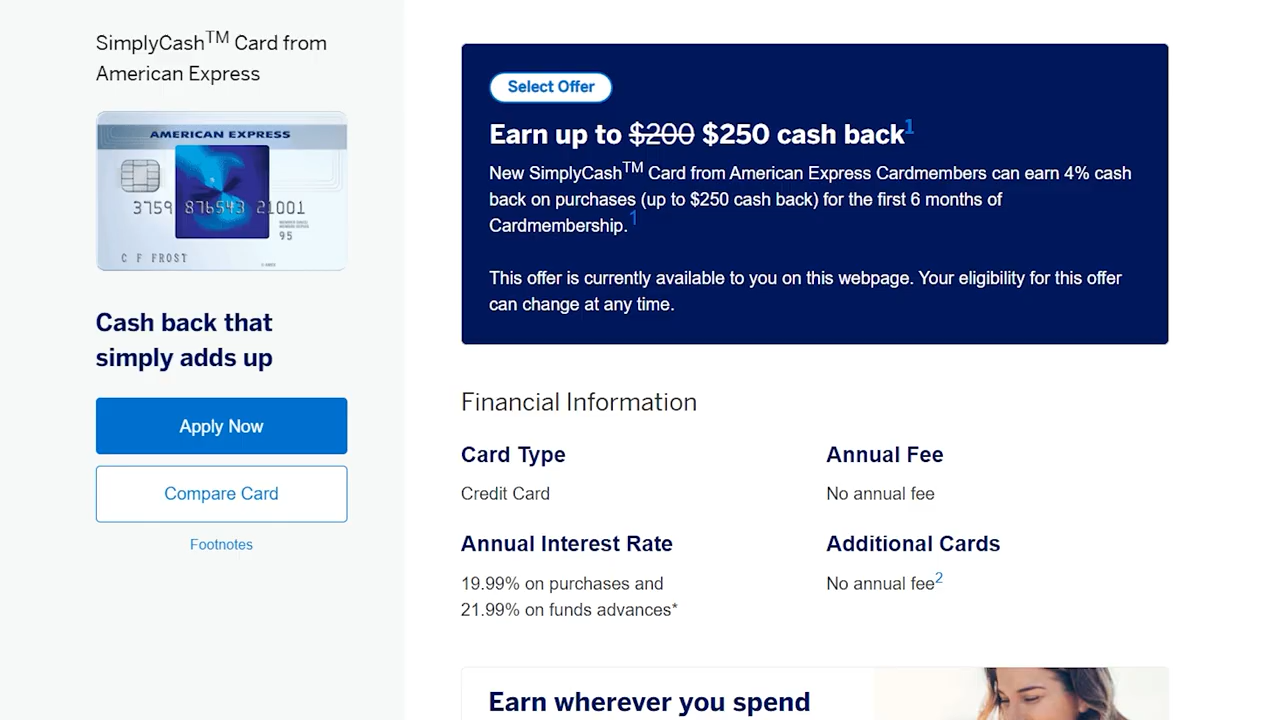 SimplyCash™ Card from
American Express
AMERICAN EXPRESS
3759 876543 21001
95
C F FROST
Cash back that
simply adds up
Apply Now
Compare Card
Footnotes
Select Offer
Earn up to $200 $250 cash back1
New SimplyCash™ Card from American Express Cardmembers can earn 4% cash
back on purchases (up to $250 cash back) for the first 6 months of
Cardmembership.1
This offer is currently available to you on this webpage. Your eligibility for this offer
can change at any time.
Financial Information
Card Type
Credit Card
Annual Fee
No annual fee
Annual Interest Rate
19.99% on purchases and
21.99% on funds advances*
Additional Cards
No annual fee2
Earn wherever you spend